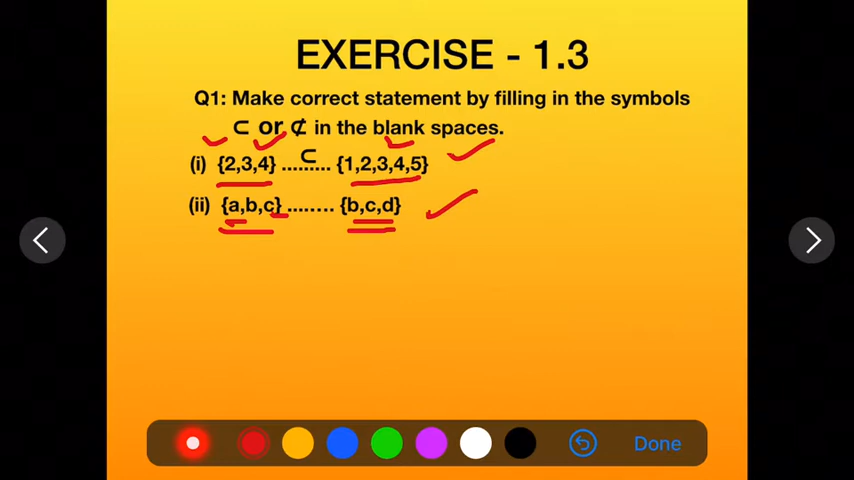 EXERCISE - 1.3
Q1: Make correct statement by filling in the symbols
⊂ or ⊄ in the blank spaces.
(i) {2,3,4} ....⊂.... {1,2,3,4,5}
(ii) {a,b,c} ........ {b,c,d}
Done